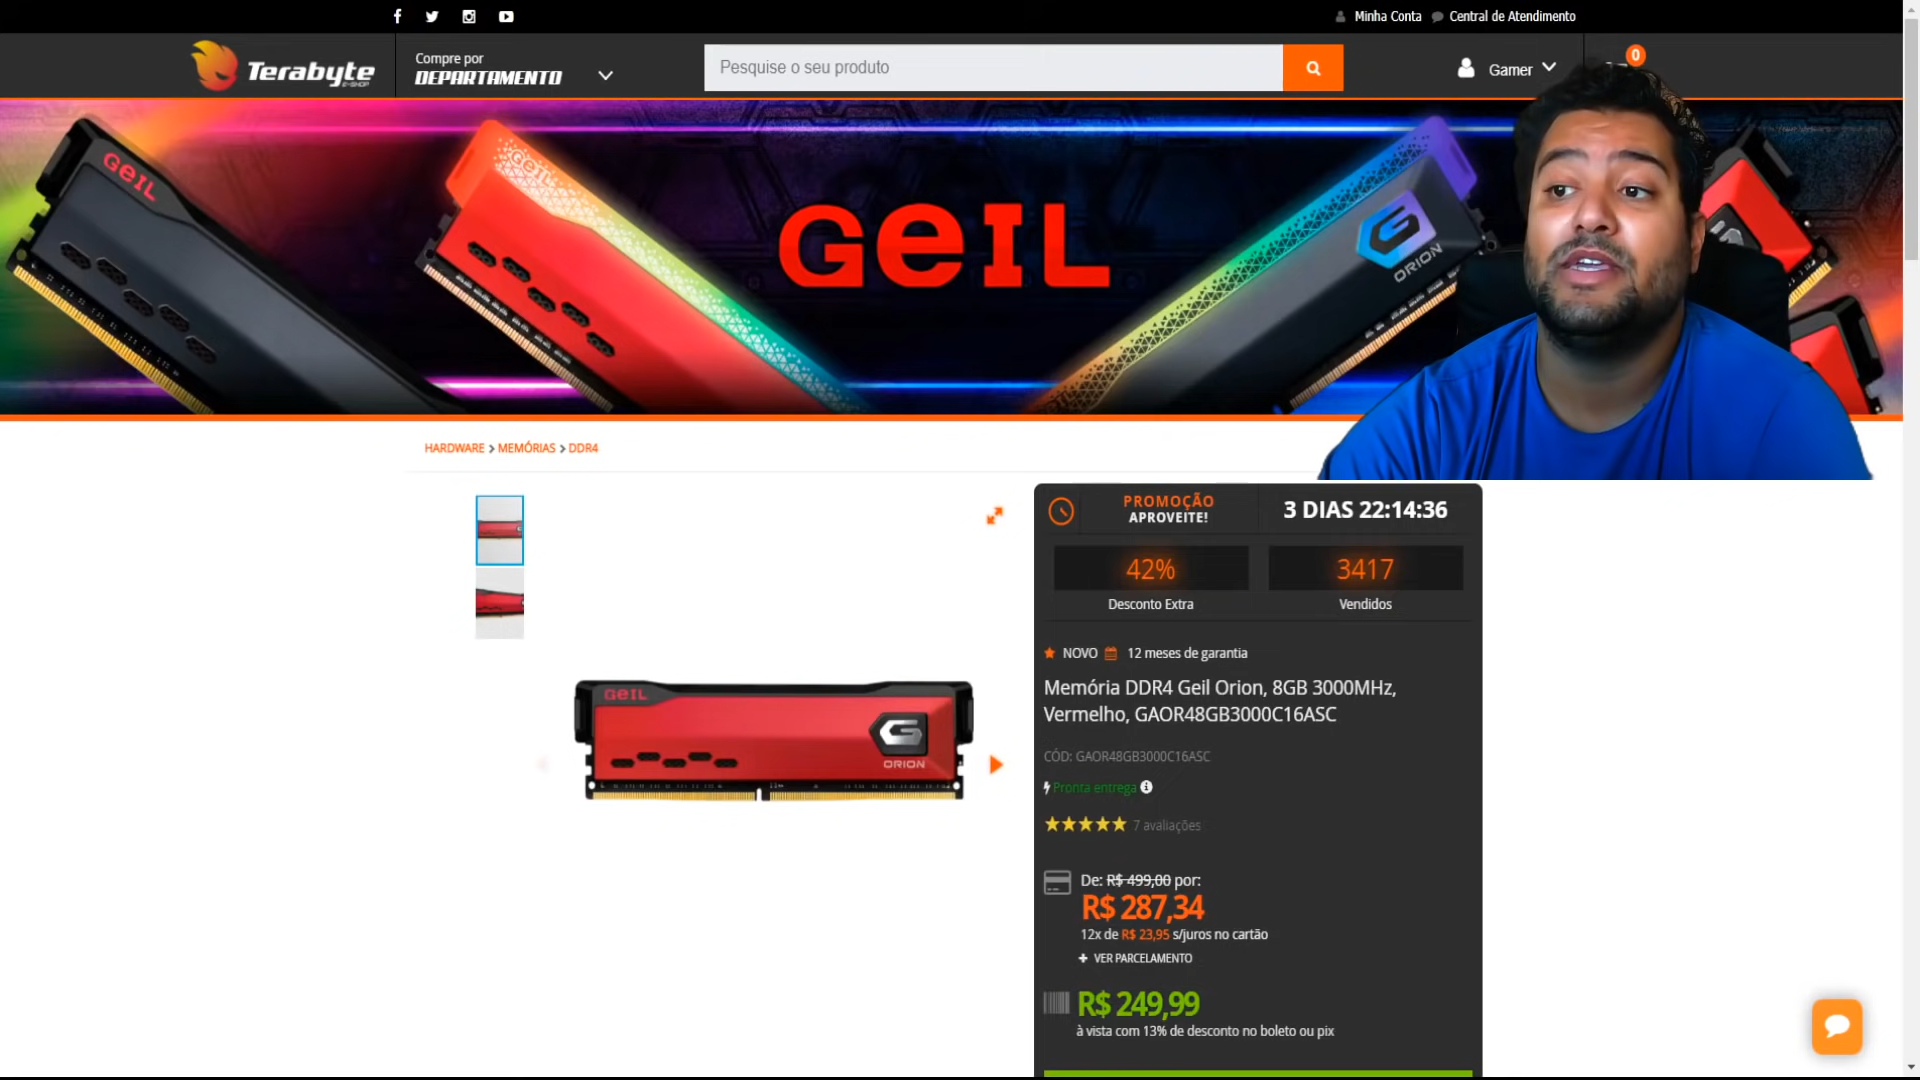 Minha Conta
Central de Atendimento
Terabyte
E-SHOP
Compre por
DEPARTAMENTO
Pesquise o seu produto
Gamer
0
GEIL
GEIL
GEIL
ORION
HARDWARE > MEMÓRIAS > DDR4
PROMOÇÃO
APROVEITE!
3 DIAS 22:14:36
42%
Desconto Extra
3417
Vendidos
NOVO
12 meses de garantia
Memória DDR4 Geil Orion, 8GB 3000MHz,
Vermelho, GAOR48GB3000C16ASC
CÓD: GAOR48GB3000C16ASC
Pronta entrega
7 avaliações
GEIL
ORION
De: R$ 499,00 por:
R$ 287,34
12x de R$ 23,95 s/juros no cartão
+ VER PARCELAMENTO
R$ 249,99
à vista com 13% de desconto no boleto ou pix